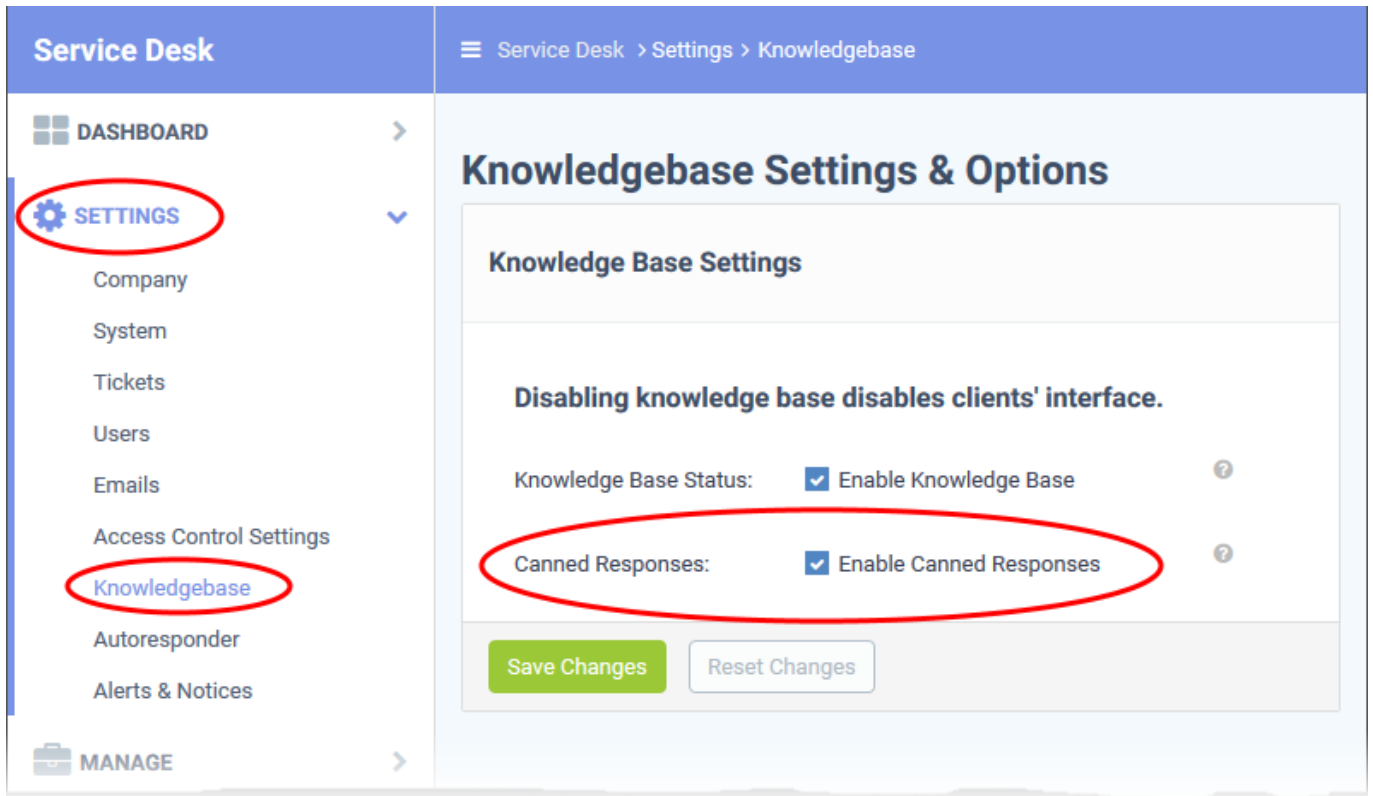 Service Desk
Service Desk > Settings > Knowledgebase
DASHBOARD
SETTINGS
Company
System
Tickets
Users
Emails
Access Control Settings
Knowledgebase
Autoresponder
Alerts & Notices
MANAGE
Knowledgebase Settings & Options
Knowledge Base Settings
Disabling knowledge base disables clients' interface.
Knowledge Base Status: Enable Knowledge Base ?
Canned Responses: Enable Canned Responses ?
Save Changes Reset Changes